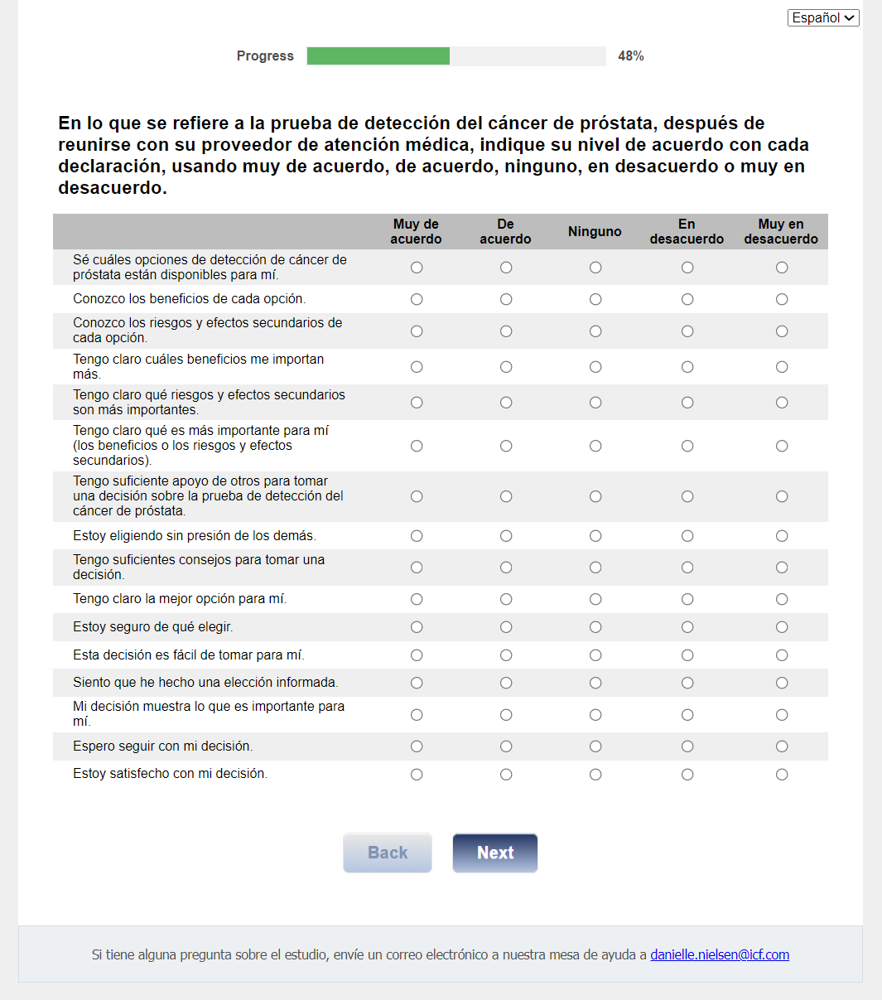 Español
Progress 48%
En lo que se refiere a la prueba de detección del cáncer de próstata, después de
reunirse con su proveedor de atención médica, indique su nivel de acuerdo con cada
declaración, usando muy de acuerdo, de acuerdo, ninguno, en desacuerdo o muy en
desacuerdo.
Muy de acuerdo De acuerdo Ninguno En desacuerdo Muy en desacuerdo
Sé cuáles opciones de detección de cáncer de
próstata están disponibles para mí.
Conozco los beneficios de cada opción.
Conozco los riesgos y efectos secundarios de
cada opción.
Tengo claro cuáles beneficios me importan
más.
Tengo claro qué riesgos y efectos secundarios
son más importantes.
Tengo claro qué es más importante para mí
(los beneficios o los riesgos y efectos
secundarios).
Tengo suficiente apoyo de otros para tomar
una decisión sobre la prueba de detección del
cáncer de próstata.
Estoy eligiendo sin presión de los demás.
Tengo suficientes consejos para tomar una
decisión.
Tengo claro la mejor opción para mí.
Estoy seguro de qué elegir.
Esta decisión es fácil de tomar para mí.
Siento que he hecho una elección informada.
Mi decisión muestra lo que es importante para
mí.
Espero seguir con mi decisión.
Estoy satisfecho con mi decisión.
Back Next
Si tiene alguna pregunta sobre el estudio, envíe un correo electrónico a nuestra mesa de ayuda a danielle.nielsen@icf.com